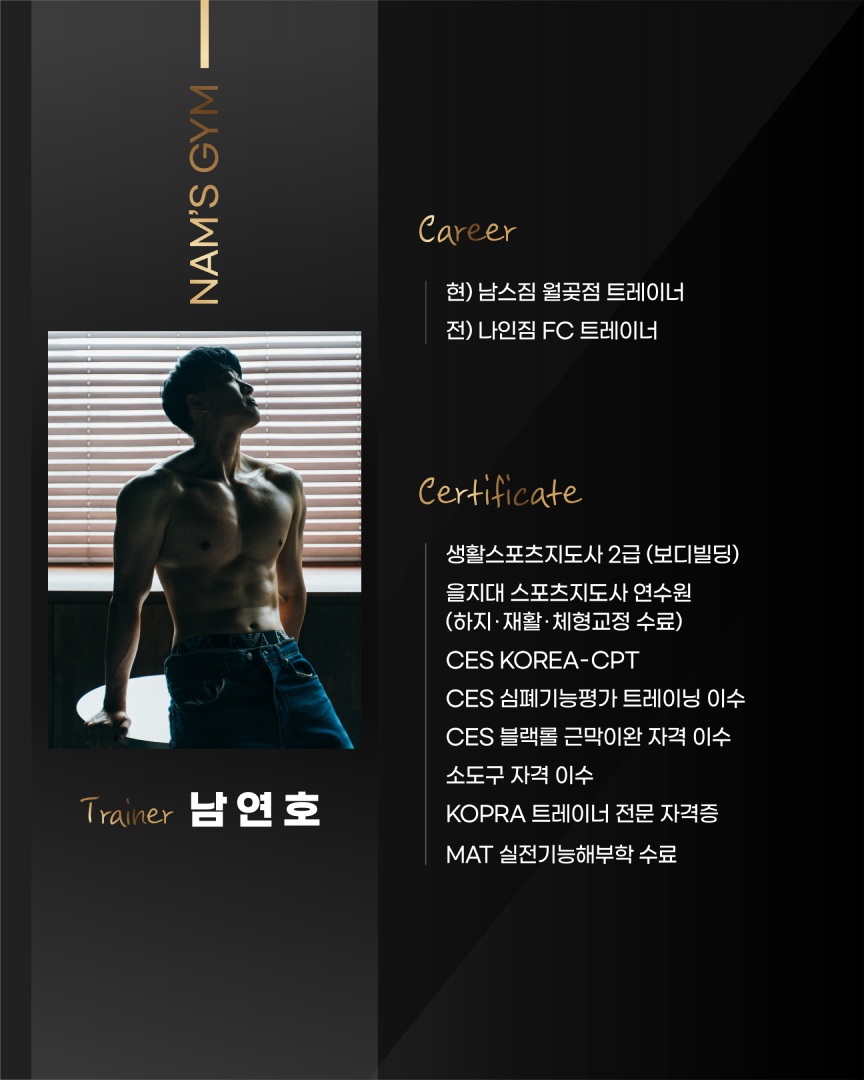 NAM'S GYM
Trainer 남연호
Career
현) 남스짐 월곶점 트레이너
전) 나인짐 FC 트레이너
Certificate
생활스포츠지도사 2급 (보디빌딩)
을지대 스포츠지도사 연수원
(하지·재활·체형교정 수료)
CES KOREA-CPT
CES 심폐기능평가 트레이닝 이수
CES 블랙롤 근막이완 자격 이수
소도구 자격 이수
KOPRA 트레이너 전문 자격증
MAT 실전기능해부학 수료